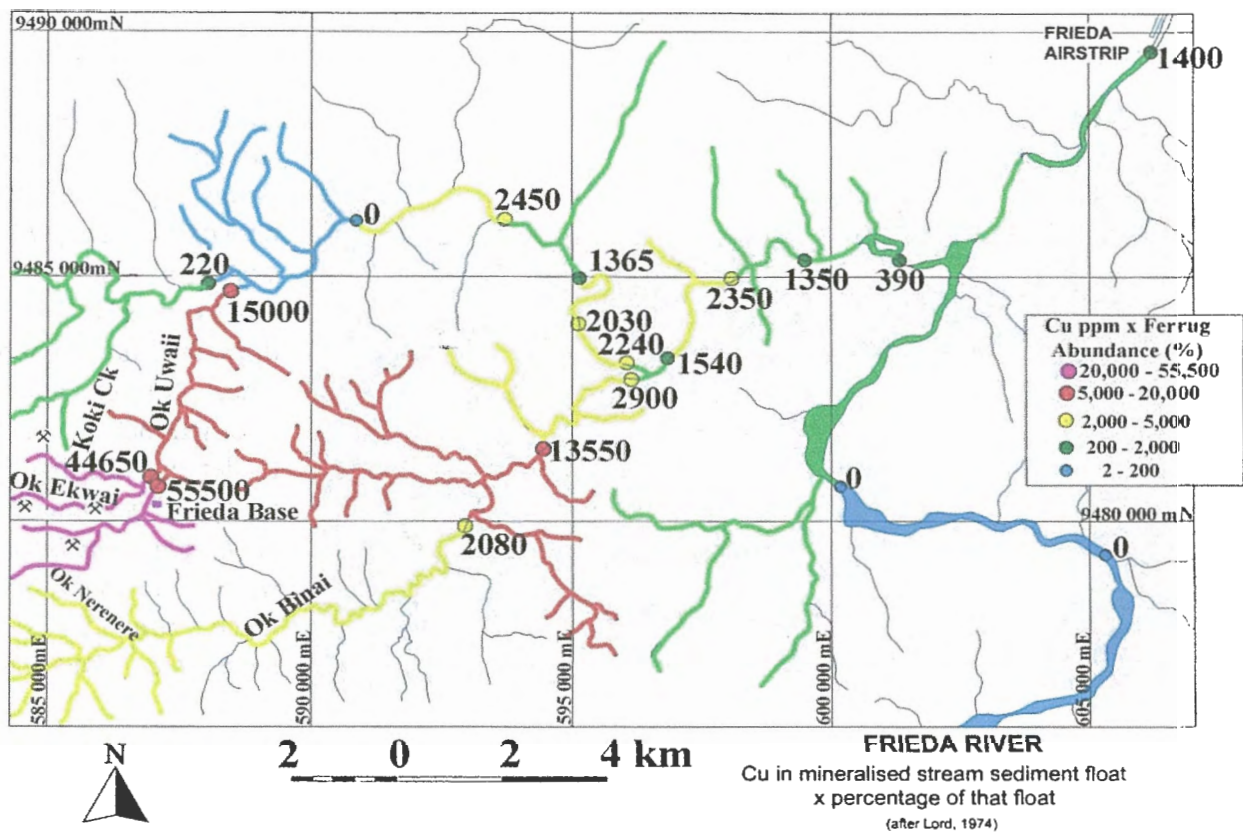 9490 000mN
FRIEDA
AIRSTRIP
1400
0
2450
9485 000mN
220
15000
1365
2350
1350
390
2030
2240
1540
2900
Cu ppm x Ferrug
Abundance (%)
20,000 - 55,500
5,000 - 20,000
2,000 - 5,000
200 - 2,000
2 - 200
Koki Ck
Ok Uwaii
44650
13550
Ok Ekwai
55500
Frieda Base
0
9480 000 mN
2080
0
Ok Nerenere
Ok Binai
585 000 mE
590 000 mE
595 000 mE
600 000 mE
605 000 mE
N
2 0 2 4 km
FRIEDA RIVER
Cu in mineralised stream sediment float
x percentage of that float
(after Lord, 1974)